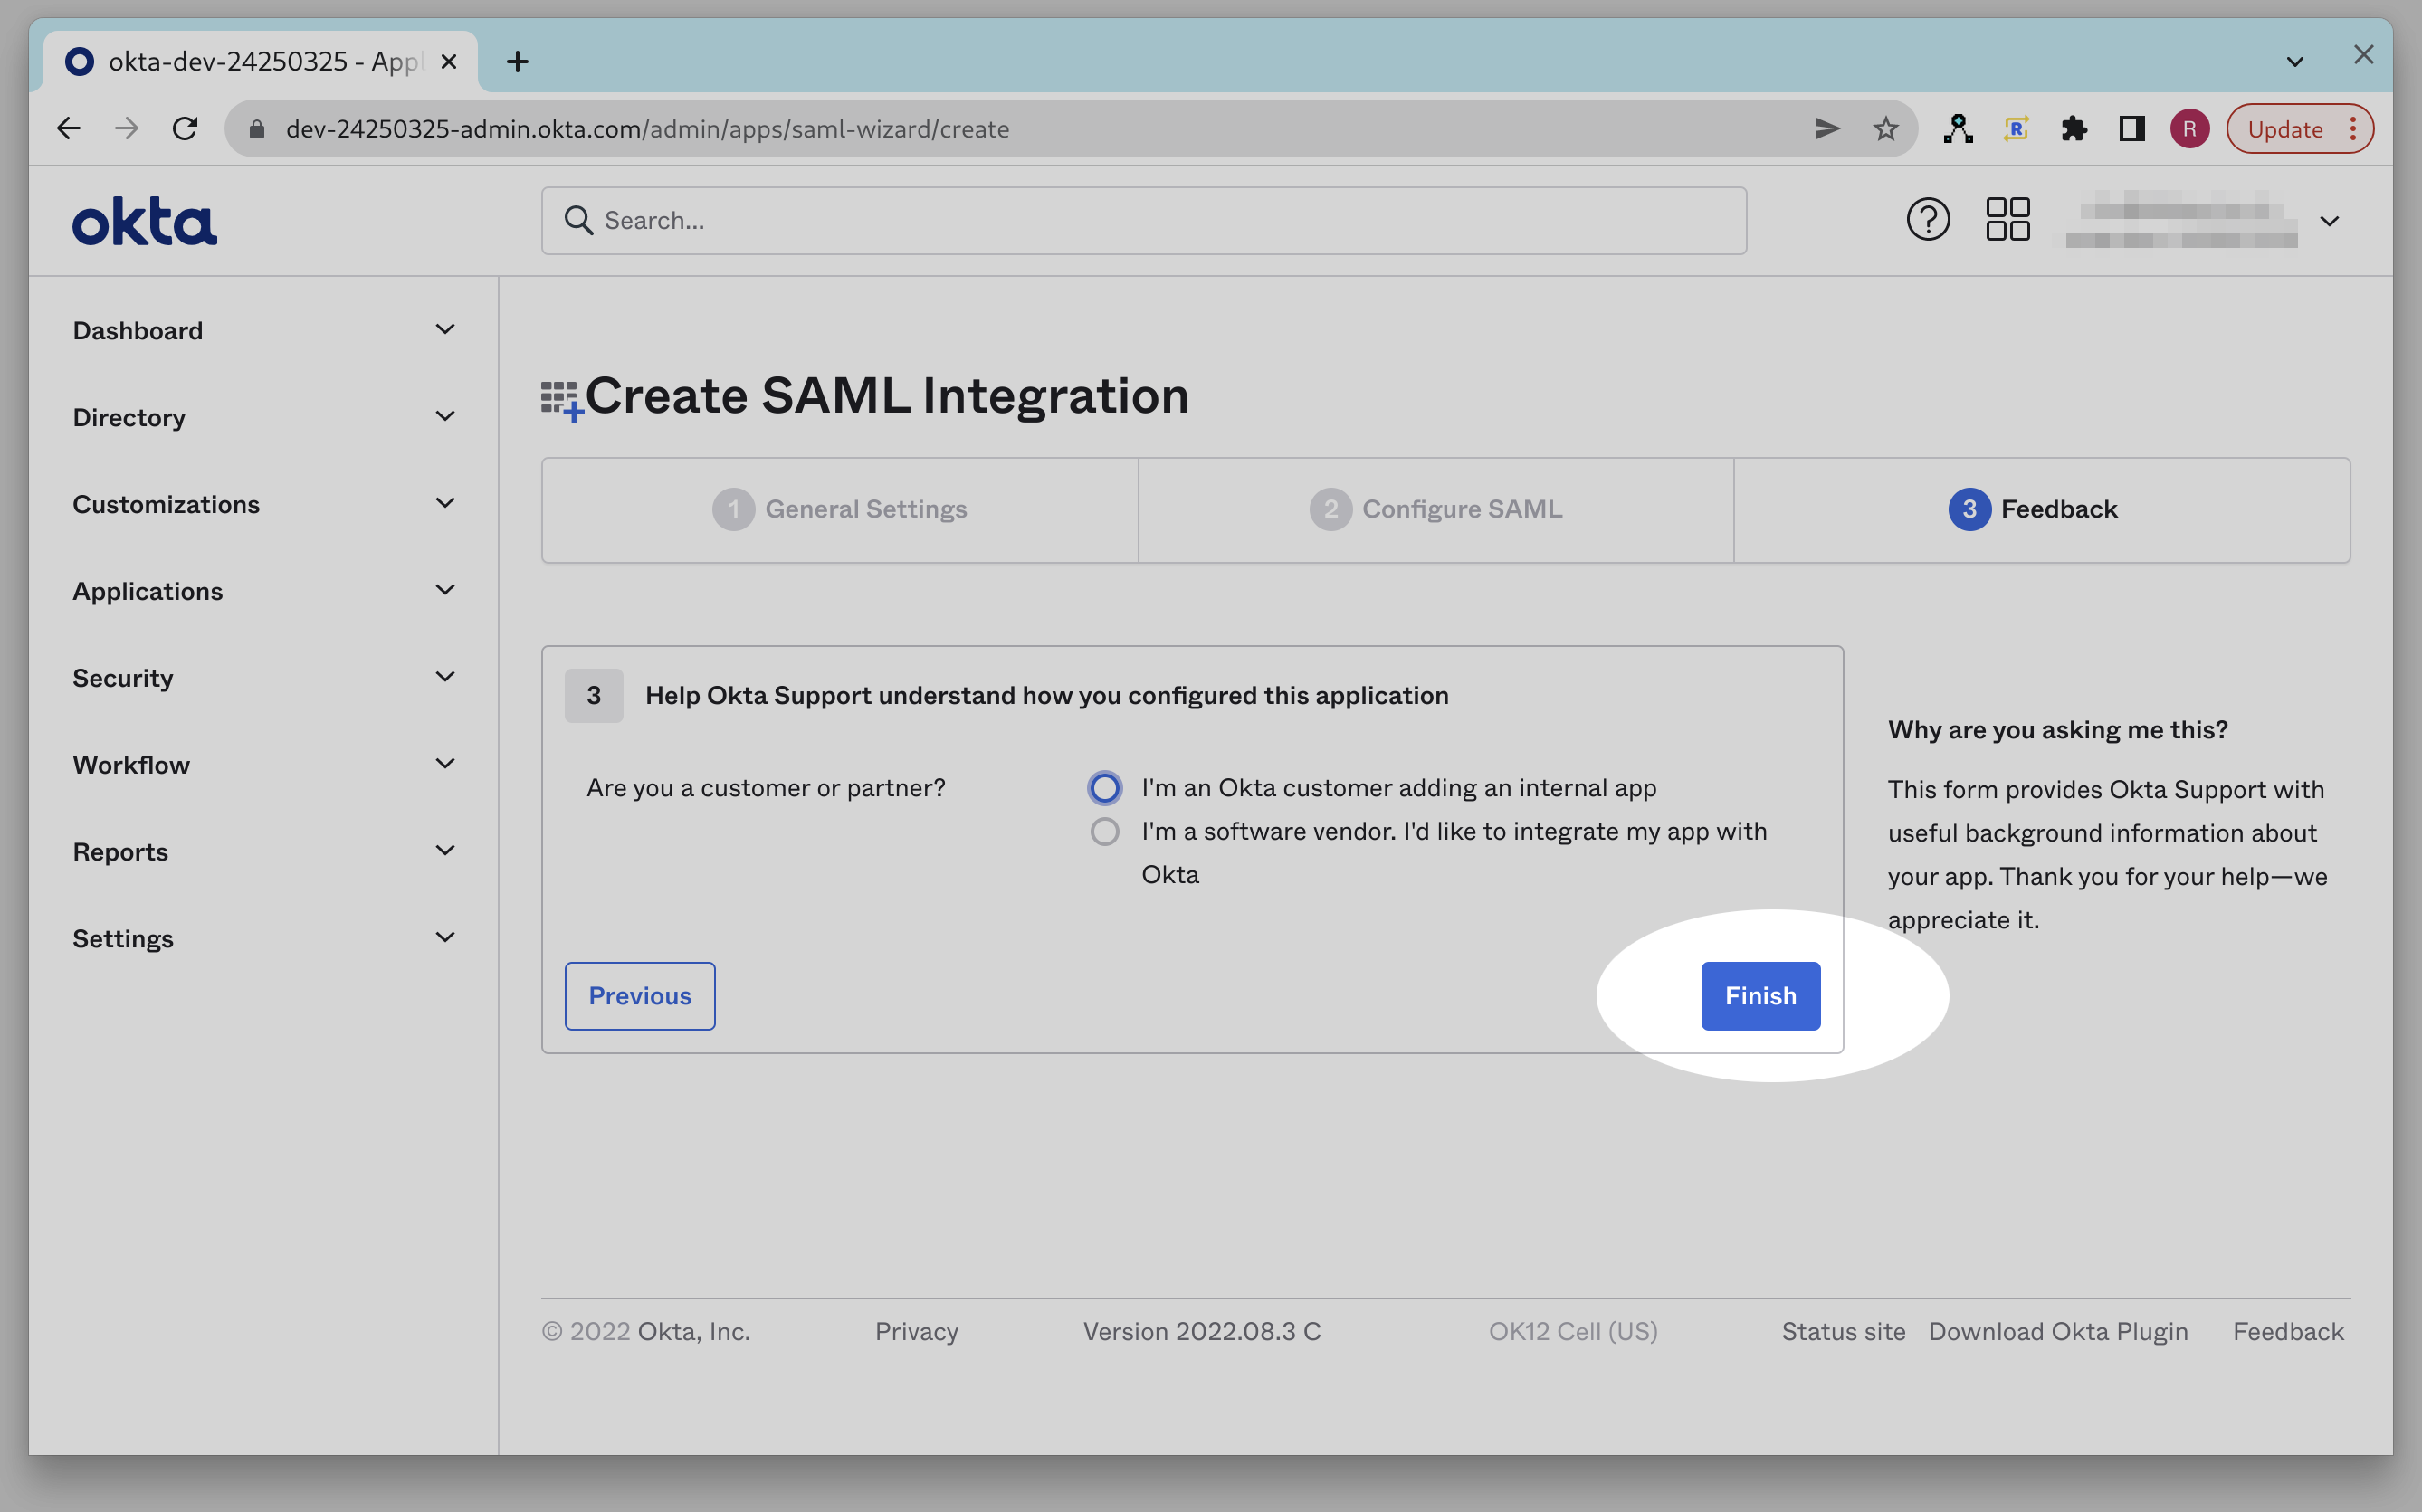 okta-dev-24250325 - Appl
dev-24250325-admin.okta.com/admin/apps/saml-wizard/create
R
R
Update
okta
Search...
Dashboard
Directory
Customizations
Applications
Security
Workflow
Reports
Settings
Create SAML Integration
1 General Settings
2 Configure SAML
3 Feedback
3 Help Okta Support understand how you configured this application
Are you a customer or partner?
I'm an Okta customer adding an internal app
I'm a software vendor. I'd like to integrate my app with
Okta
Previous
Finish
Why are you asking me this?
This form provides Okta Support with
useful background information about
your app. Thank you for your help—we
appreciate it.
© 2022 Okta, Inc. Privacy Version 2022.08.3 C OK12 Cell (US) Status site Download Okta Plugin Feedback